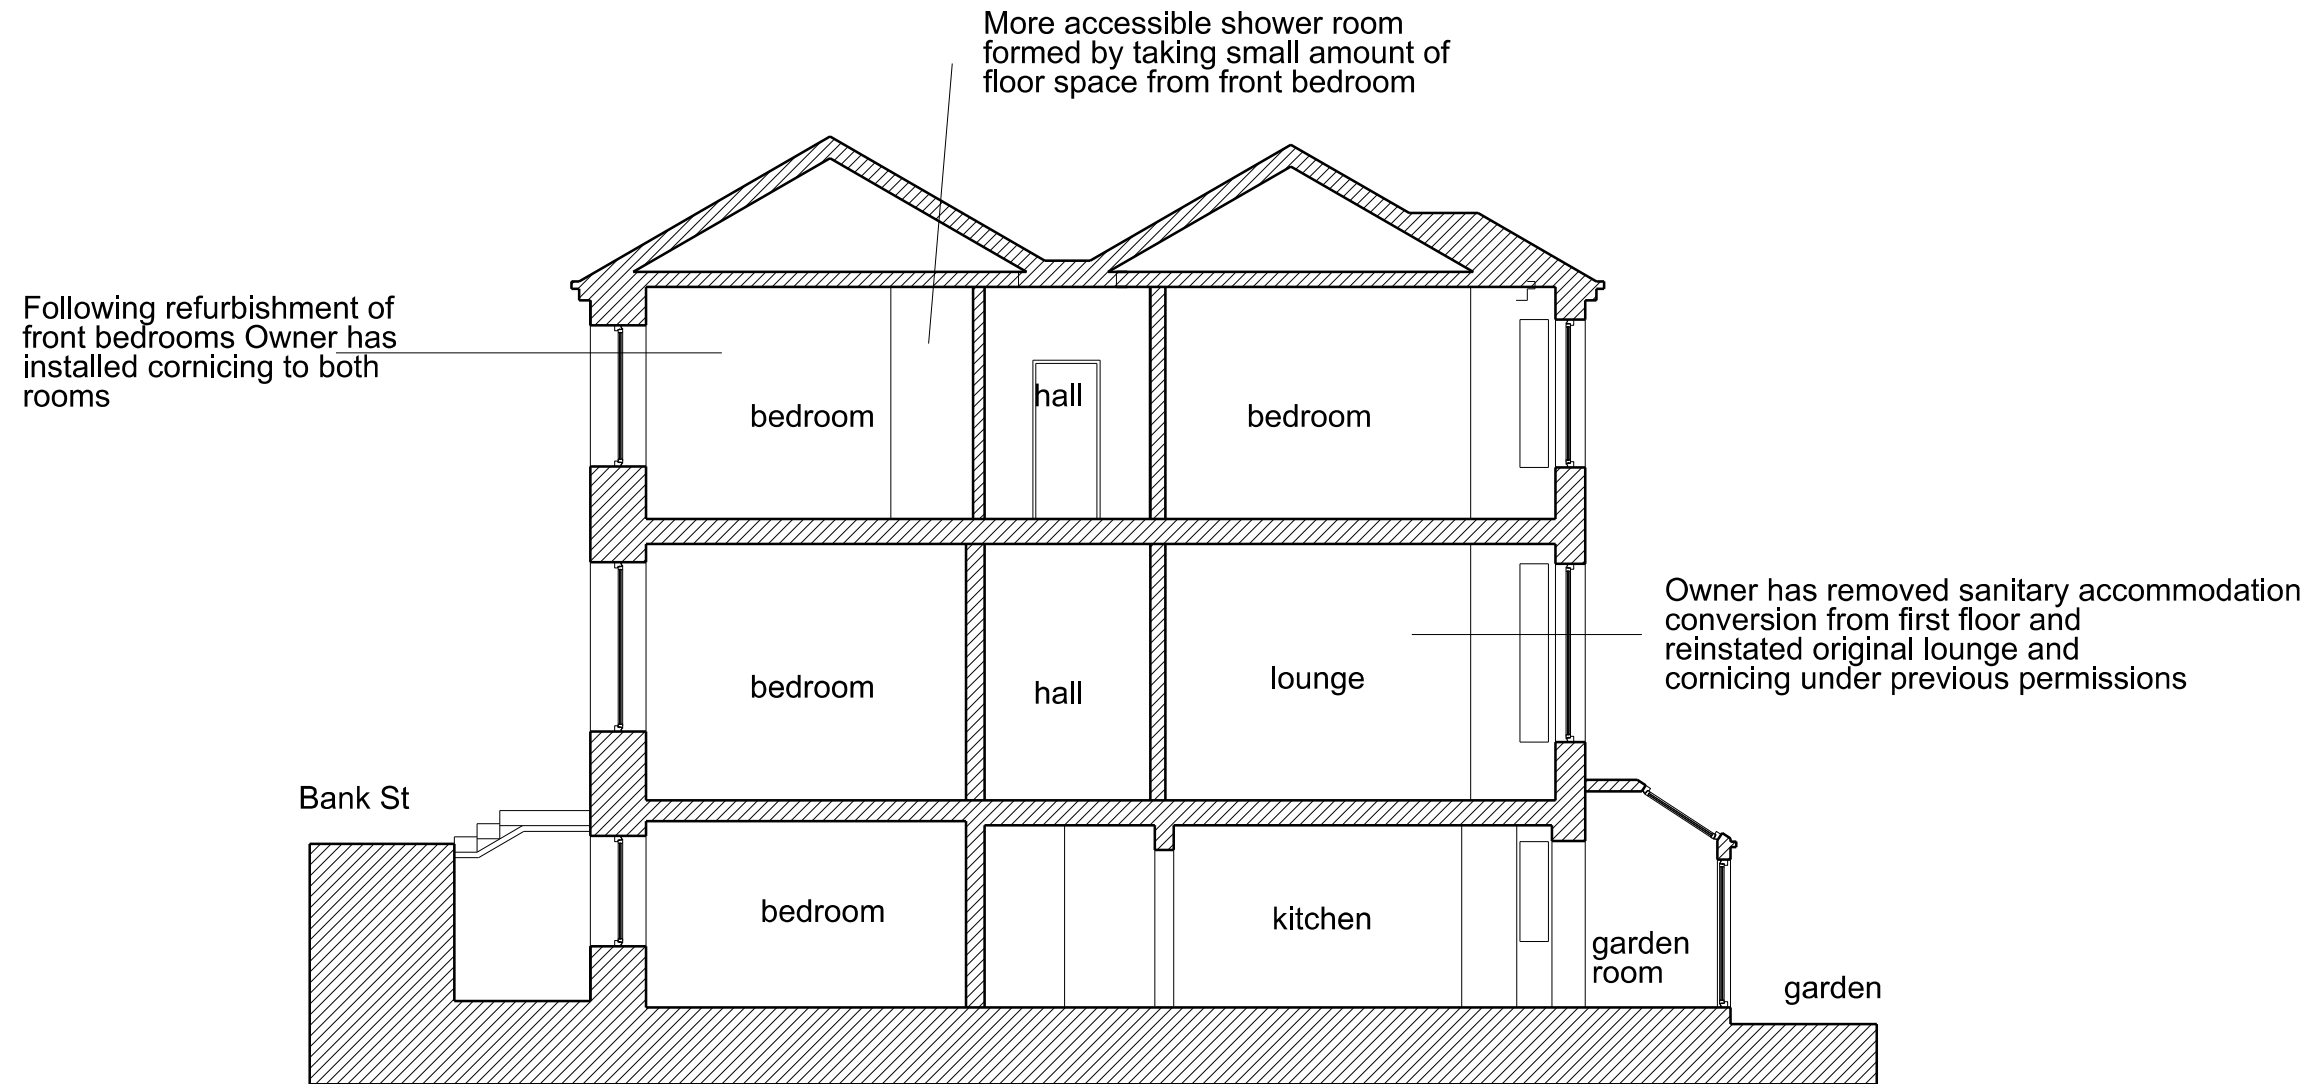 More accessible shower room
formed by taking small amount of
floor space from front bedroom
Following refurbishment of
front bedrooms Owner has
installed cornicing to both
rooms
hall
bedroom
bedroom
Owner has removed sanitary accommodation
conversion from first floor and
reinstated original lounge and
cornicing under previous permissions
bedroom
hall
lounge
Bank St
bedroom
kitchen
garden
room
garden